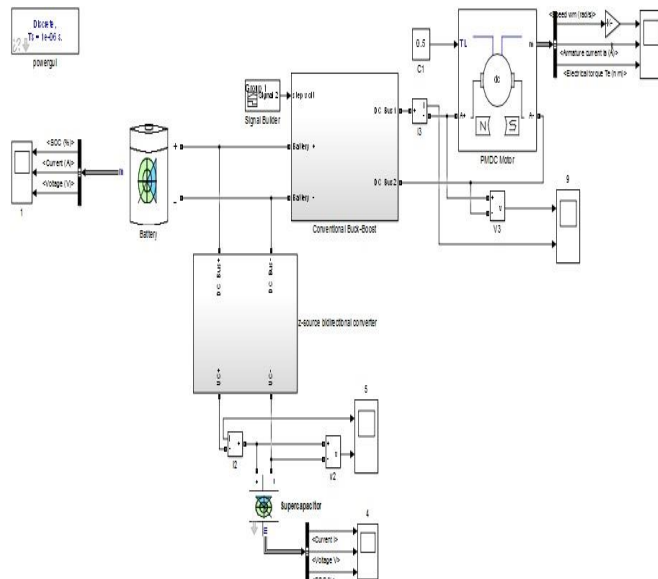 Discrete,
Ts = 1e-06 s.
powergui
<SOC (%)>
<Current (A)>
<Voltage (V)>
m
1
+
-
Battery
Group 1
Signal 2
Signal Builder
DC Bus 1
Battery +
Battery -
DC Bus 2
Conventional Buck-Boost
I3
0.5
C1
TL
m
dc
N
S
A+
A-
PMDC Motor
<Speed wm (rad/s)>
<Armature current ia (A)>
<Electrical torque Te (n m)>
V3
9
DC Bus+
DC Bus-
z-source bidirectional converter
UC+
UC-
I2
v2
5
Supercapacitor
m
<Current i>
<Voltage V>
4